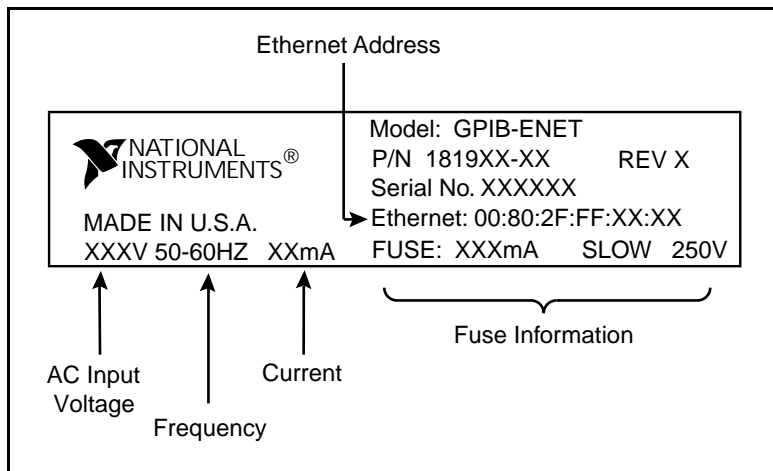 Ethernet Address
NATIONAL
INSTRUMENTS®
MADE IN U.S.A.
XXXV 50-60HZ XXmA
Model: GPIB-ENET
P/N 1819XX-XX REV X
Serial No. XXXXXX
Ethernet: 00:80:2F:FF:XX:XX
FUSE: XXXmA SLOW 250V
AC Input
Voltage
Frequency
Current
Fuse Information